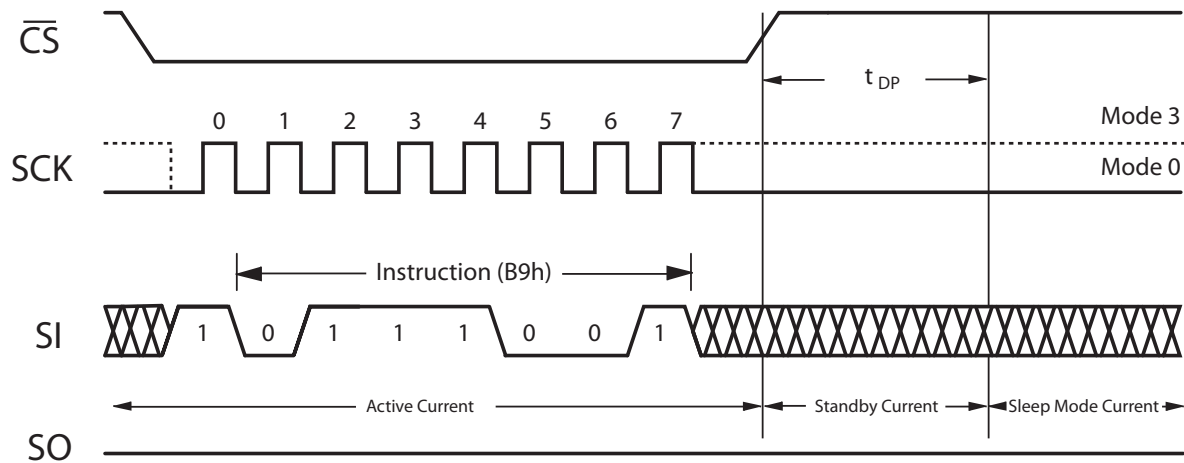 CS
t DP
0 1 2 3 4 5 6 7
Mode 3
SCK
Mode 0
Instruction (B9h)
SI
1 0 1 1 1 0 0 1
Active Current
Standby Current
Sleep Mode Current
SO